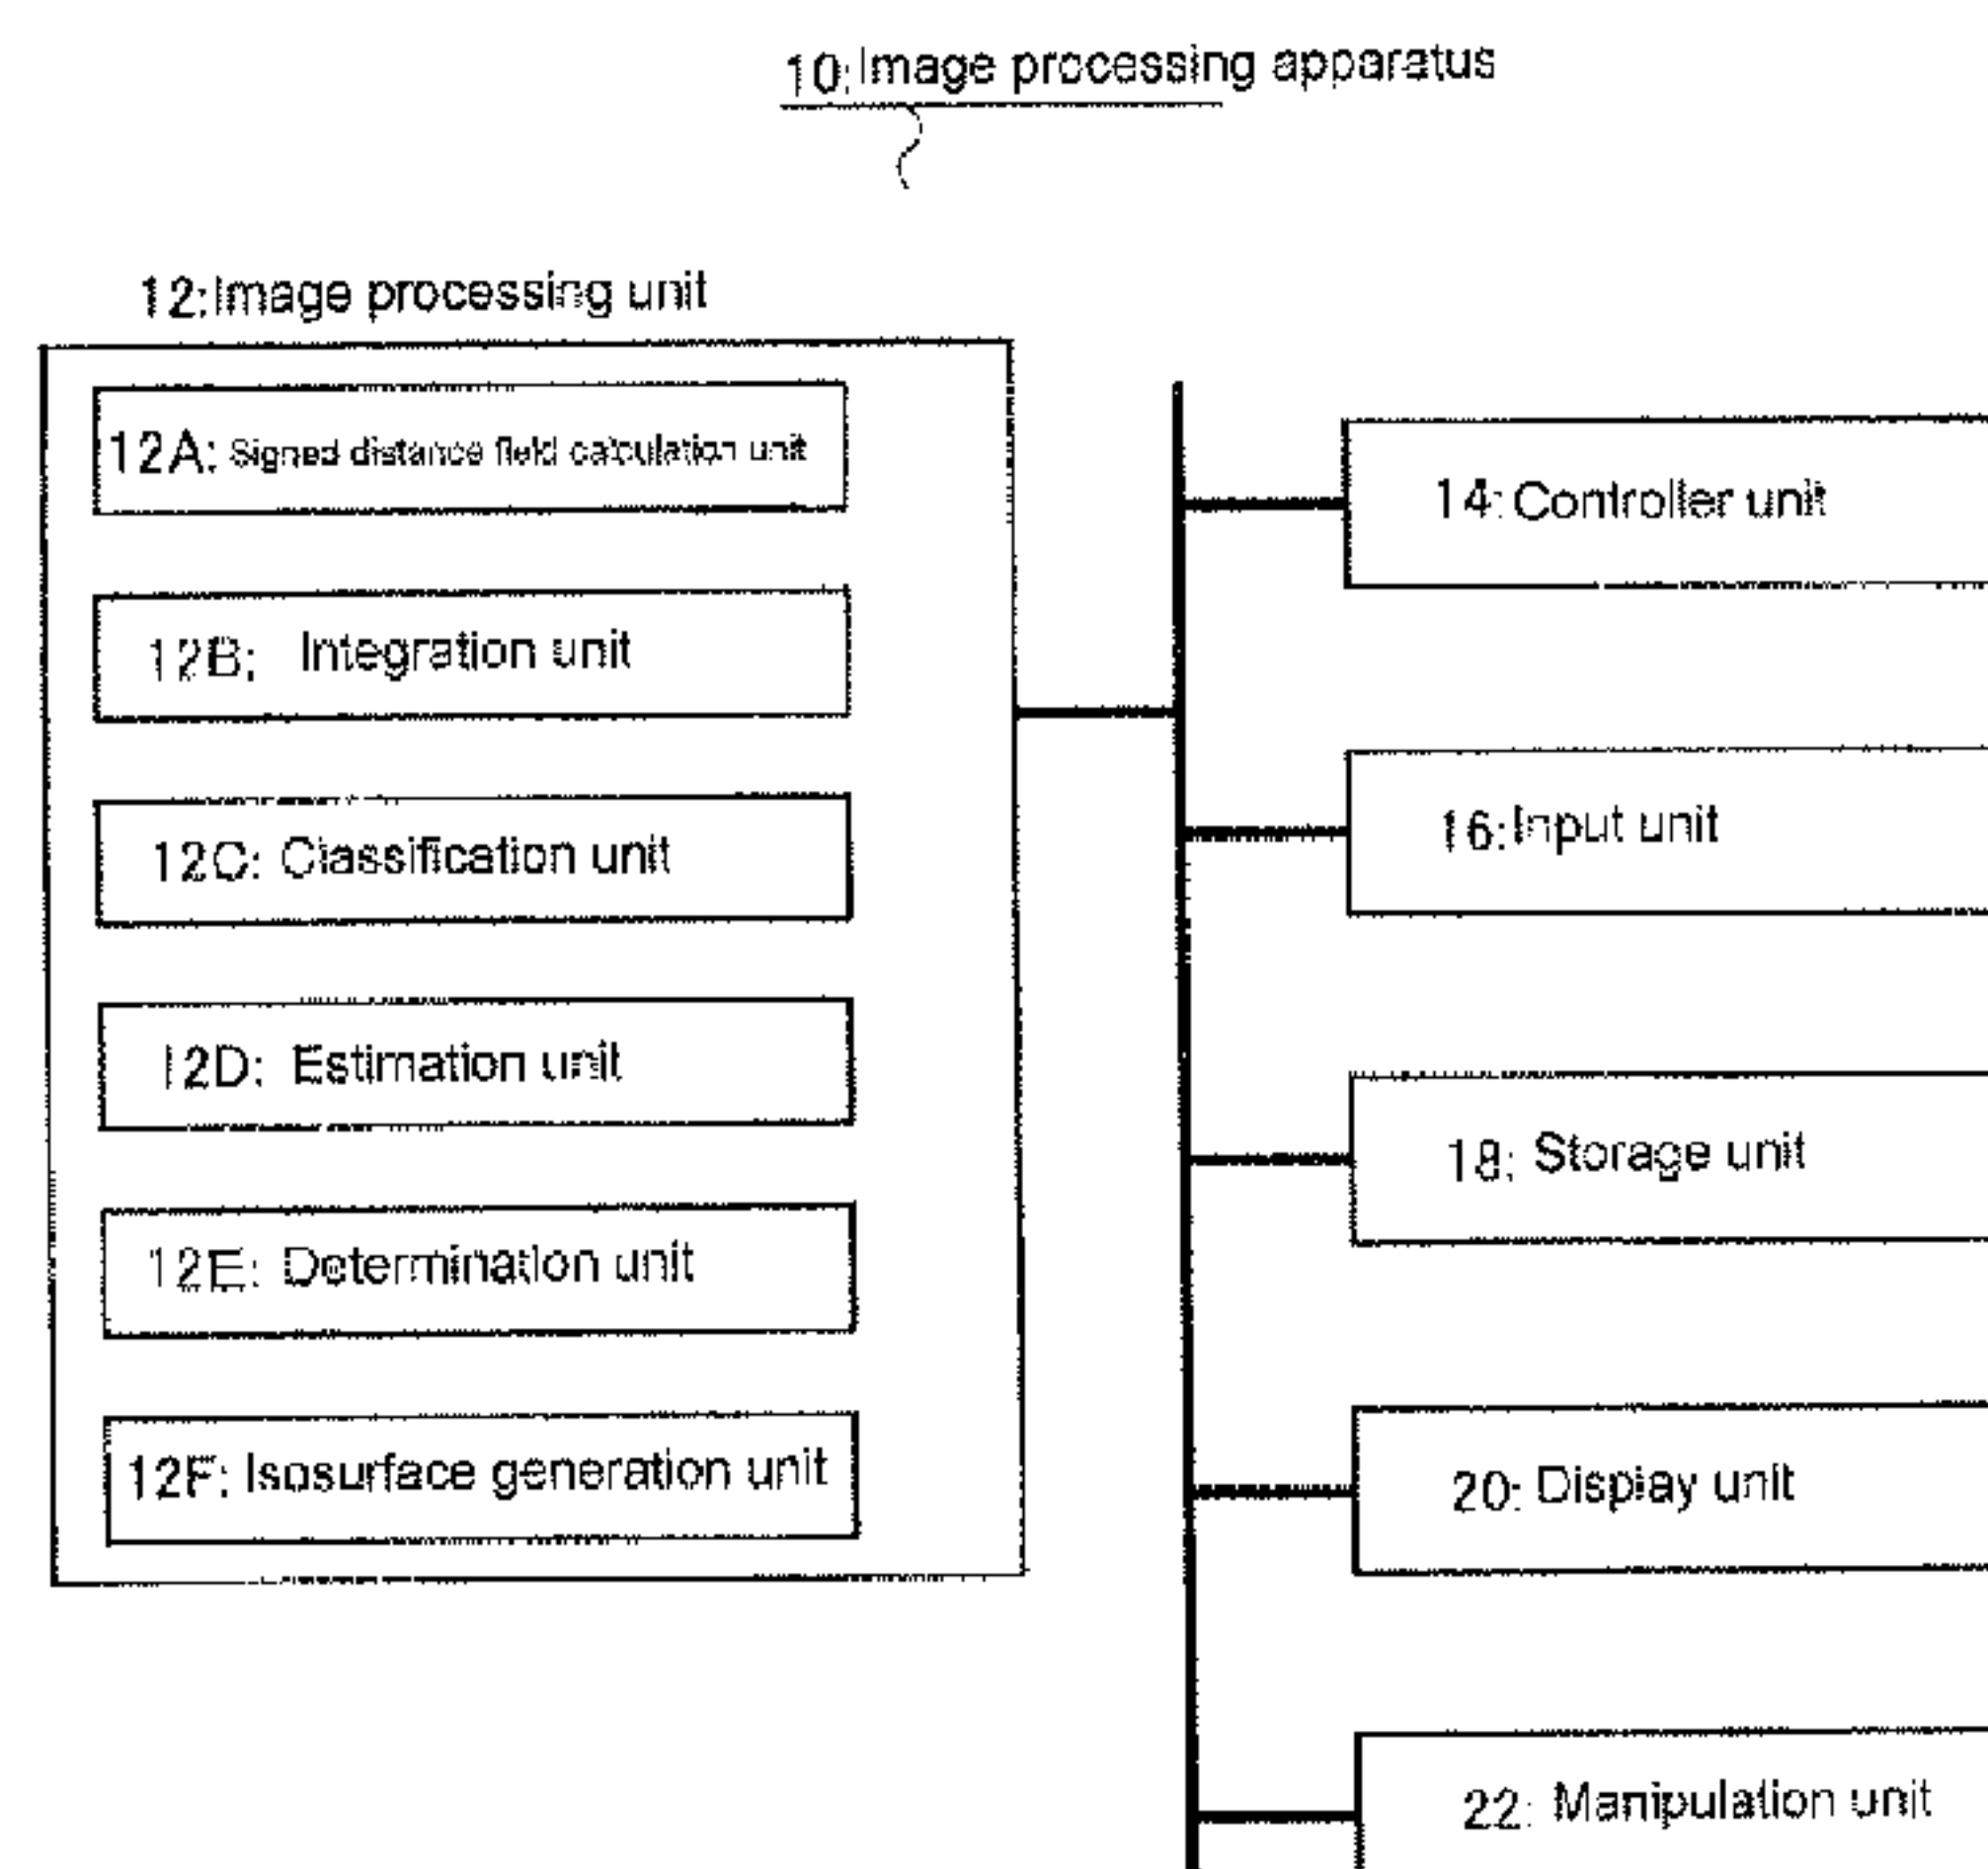 10: Image processing apparatus
12: Image processing unit
12A: Signed distance field calculation unit
12B: Integration unit
12C: Classification unit
12D: Estimation unit
12E: Determination unit
12F: Isosurface generation unit
14: Controller unit
16: Input unit
18: Storage unit
20: Display unit
22: Manipulation unit